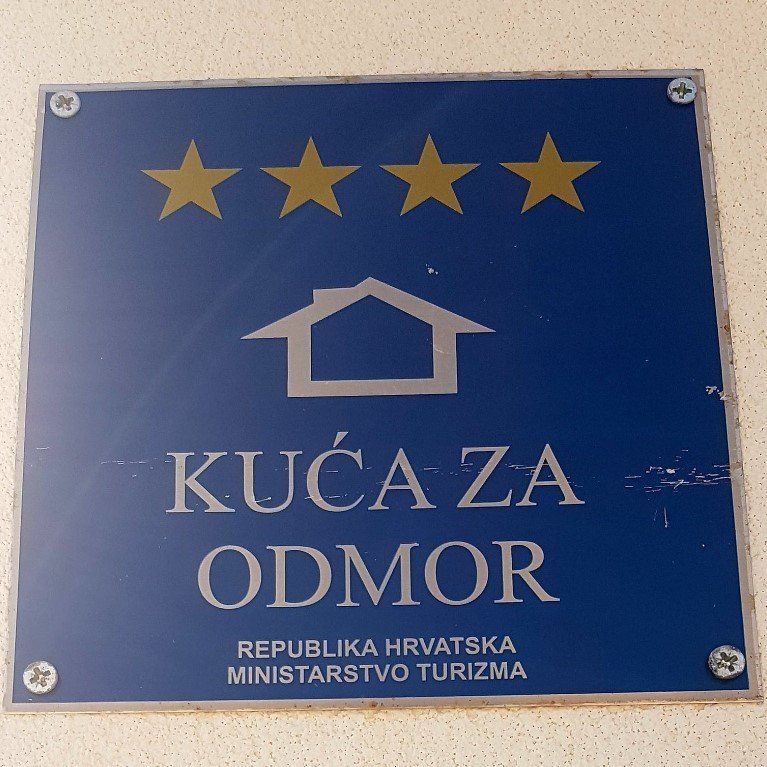 KUĆA ZA
ODMOR
REPUBLIKA HRVATSKA
MINISTARSTVO TURIZMA